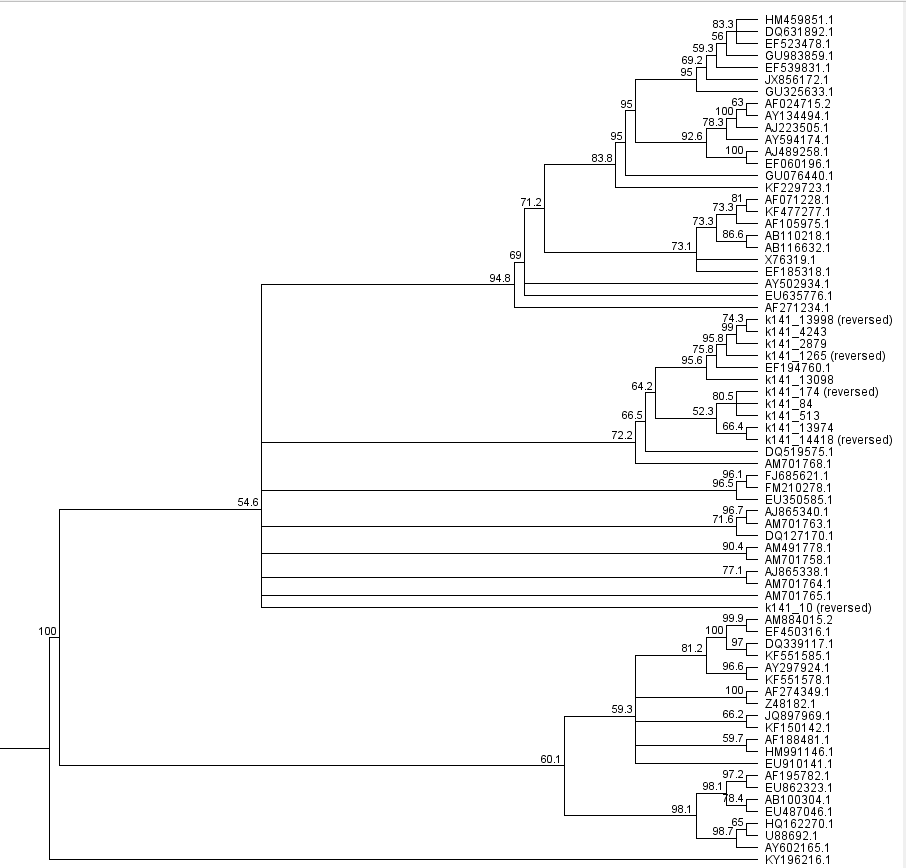 HM459851.1
83.3
DQ631892.1
56
EF523478.1
59.3
GU983859.1
69.2
EF539831.1
95
JX856172.1
GU325633.1
95
63
AF024715.2
100
AY134494.1
78.3
AJ223505.1
95
92.6
AY594174.1
83.8
100
AJ489258.1
EF060196.1
GU076440.1
KF229723.1
71.2
81
AF071228.1
73.3
KF477277.1
73.3
AF105975.1
86.6
AB110218.1
73.1
AB116632.1
69
X76319.1
94.8
EF185318.1
AY502934.1
EU635776.1
AF271234.1
74.3
k141_13998 (reversed)
99
k141_4243
95.8
k141_2879
75.8
k141_1265 (reversed)
95.6
EF194760.1
k141_13098
64.2
80.5
k141_174 (reversed)
k141_84
66.5
52.3
k141_513
66.4
k141_13974
72.2
k141_14418 (reversed)
DQ519575.1
AM701768.1
96.1
FJ685621.1
96.5
FM210278.1
EU350585.1
54.6
96.7
AJ865340.1
71.6
AM701763.1
DQ127170.1
90.4
AM491778.1
AM701758.1
77.1
AJ865338.1
AM701764.1
AM701765.1
k141_10 (reversed)
99.9
AM884015.2
100
100
EF450316.1
97
DQ339117.1
81.2
KF551585.1
96.6
AY297924.1
KF551578.1
100
AF274349.1
Z48182.1
59.3
66.2
JQ897969.1
KF150142.1
59.7
AF188481.1
HM991146.1
60.1
EU910141.1
97.2
AF195782.1
98.1
EU862323.1
78.4
AB100304.1
98.1
EU487046.1
65
HQ162270.1
98.7
U88692.1
AY602165.1
KY196216.1